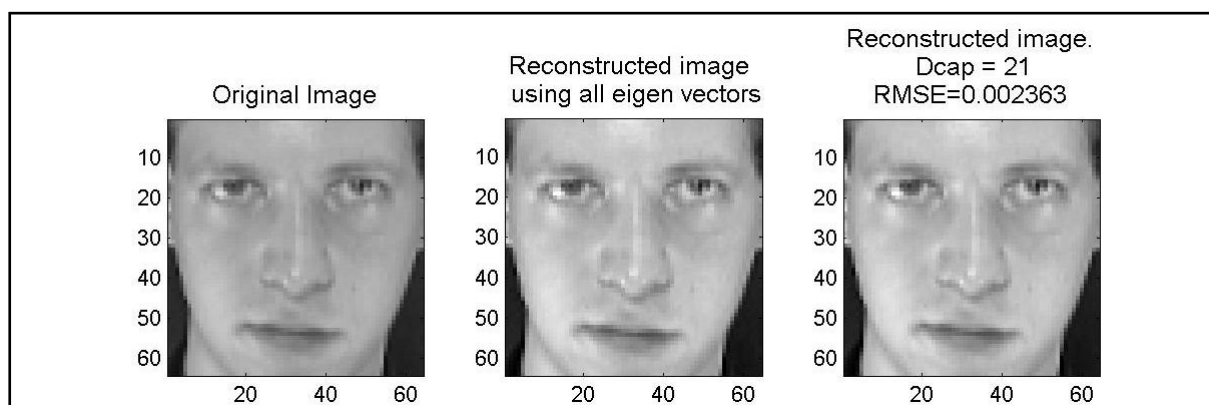 Original Image
Reconstructed image
using all eigen vectors
Reconstructed image.
Dcap = 21
RMSE=0.002363
10
20
30
40
50
60
20 40 60
10
20
30
40
50
60
20 40 60
10
20
30
40
50
60
20 40 60